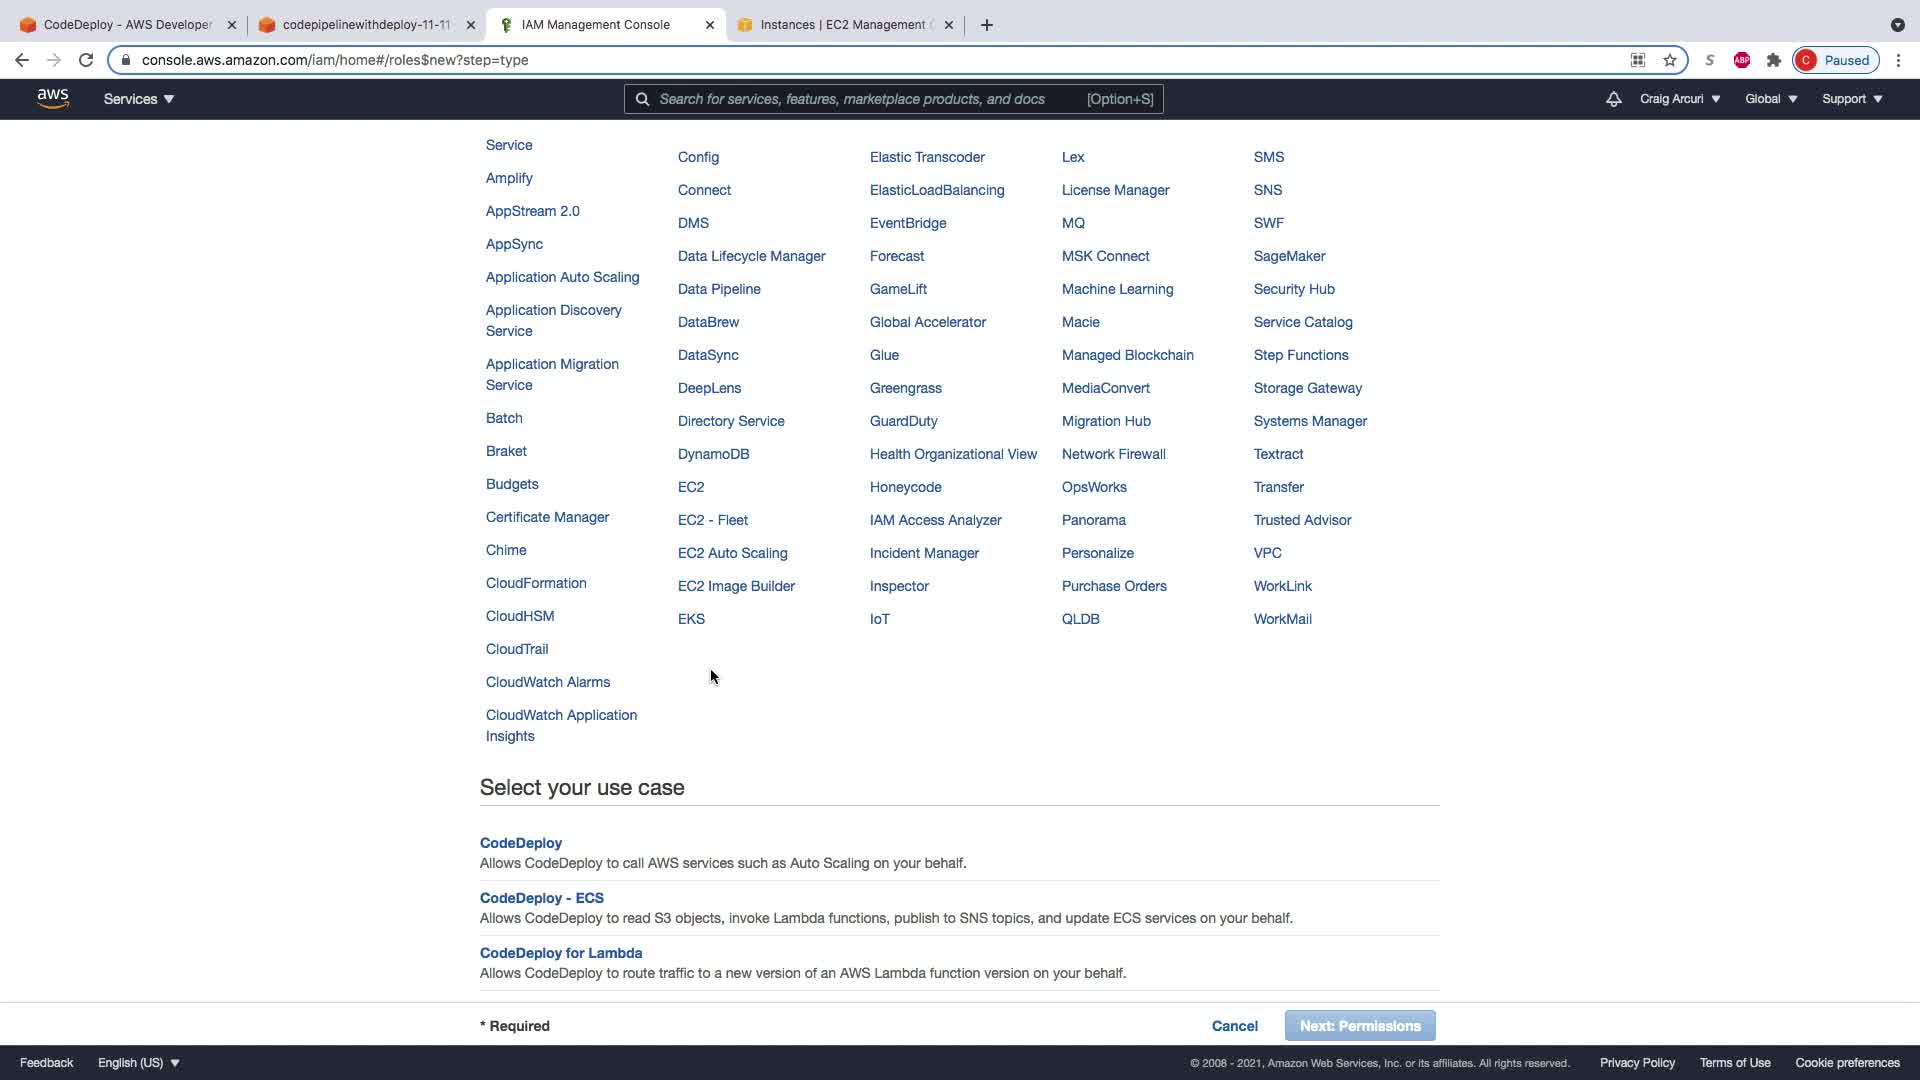 CodeDeploy - AWS Developer
codepipelinewithdeploy-11-11
IAM Management Console
Instances | EC2 Management C
console.aws.amazon.com/iam/home#/roles$new?step=type
S
ABP
C
Paused
aws
Services
Search for services, features, marketplace products, and docs
[Option+S]
Craig Arcuri
Global
Support
Service
Amplify
AppStream 2.0
AppSync
Application Auto Scaling
Application Discovery
Service
Application Migration
Service
Batch
Braket
Budgets
Certificate Manager
Chime
CloudFormation
CloudHSM
CloudTrail
CloudWatch Alarms
CloudWatch Application
Insights
Config
Connect
DMS
Data Lifecycle Manager
Data Pipeline
DataBrew
DataSync
DeepLens
Directory Service
DynamoDB
EC2
EC2 - Fleet
EC2 Auto Scaling
EC2 Image Builder
EKS
Elastic Transcoder
ElasticLoadBalancing
EventBridge
Forecast
GameLift
Global Accelerator
Glue
Greengrass
GuardDuty
Health Organizational View
Honeycode
IAM Access Analyzer
Incident Manager
Inspector
IoT
Lex
License Manager
MQ
MSK Connect
Machine Learning
Macie
Managed Blockchain
MediaConvert
Migration Hub
Network Firewall
OpsWorks
Panorama
Personalize
Purchase Orders
QLDB
SMS
SNS
SWF
SageMaker
Security Hub
Service Catalog
Step Functions
Storage Gateway
Systems Manager
Textract
Transfer
Trusted Advisor
VPC
WorkLink
WorkMail
Select your use case
CodeDeploy
Allows CodeDeploy to call AWS services such as Auto Scaling on your behalf.
CodeDeploy - ECS
Allows CodeDeploy to read S3 objects, invoke Lambda functions, publish to SNS topics, and update ECS services on your behalf.
CodeDeploy for Lambda
Allows CodeDeploy to route traffic to a new version of an AWS Lambda function version on your behalf.
* Required
Cancel
Next: Permissions
Feedback
English (US)
© 2008 - 2021, Amazon Web Services, Inc. or its affiliates. All rights reserved.
Privacy Policy
Terms of Use
Cookie preferences